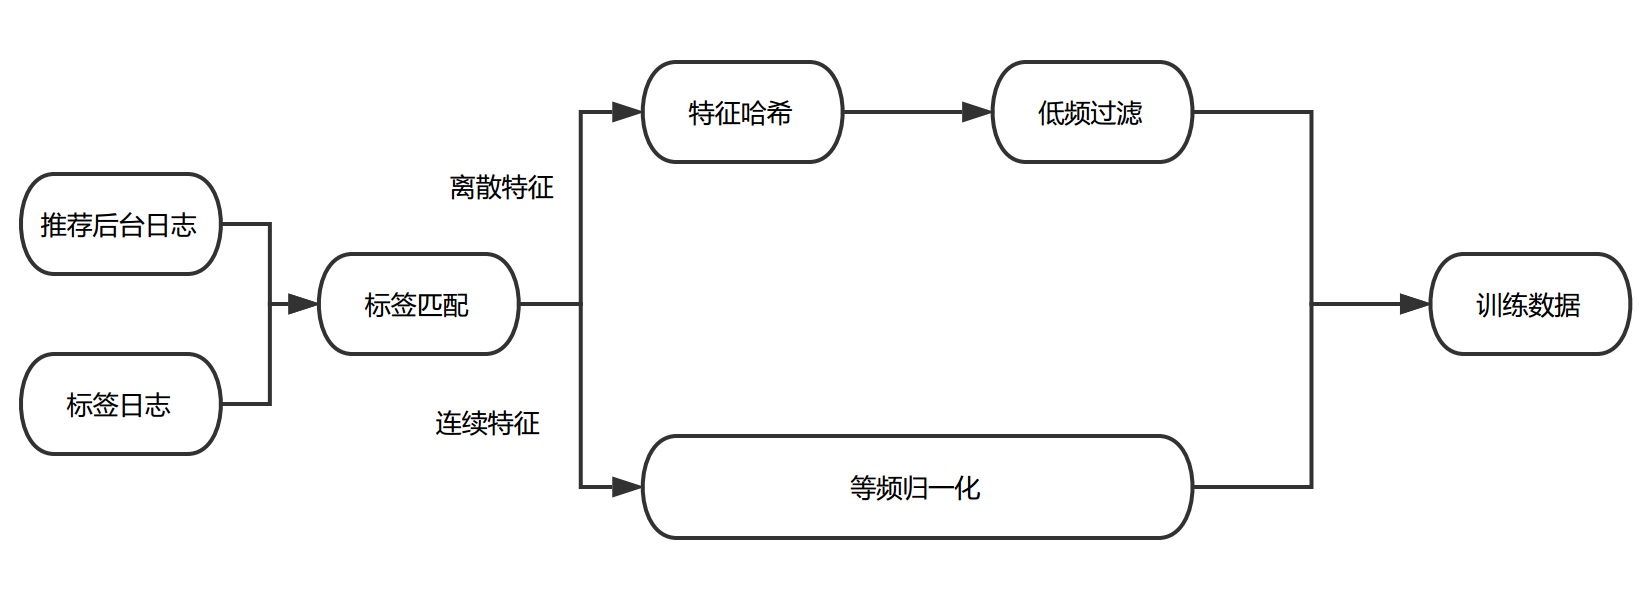 推荐后台日志
标签日志
标签匹配
离散特征
连续特征
特征哈希
低频过滤
等频归一化
训练数据